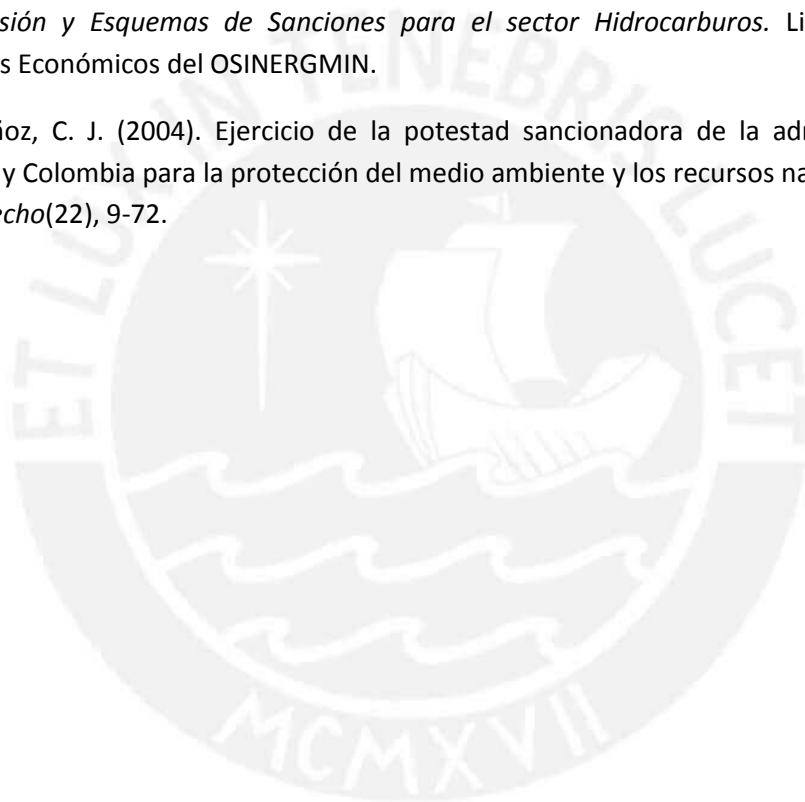 sión y Esquemas de Sanciones para el sector Hidrocarburos. Li
s Económicos del OSINERGMIN.
ñoz, C. J. (2004). Ejercicio de la potestad sancionadora de la adr
y Colombia para la protección del medio ambiente y los recursos na
echo(22), 9-72.
ET LUX IN TENEBRIS LUCET
MCMXVII